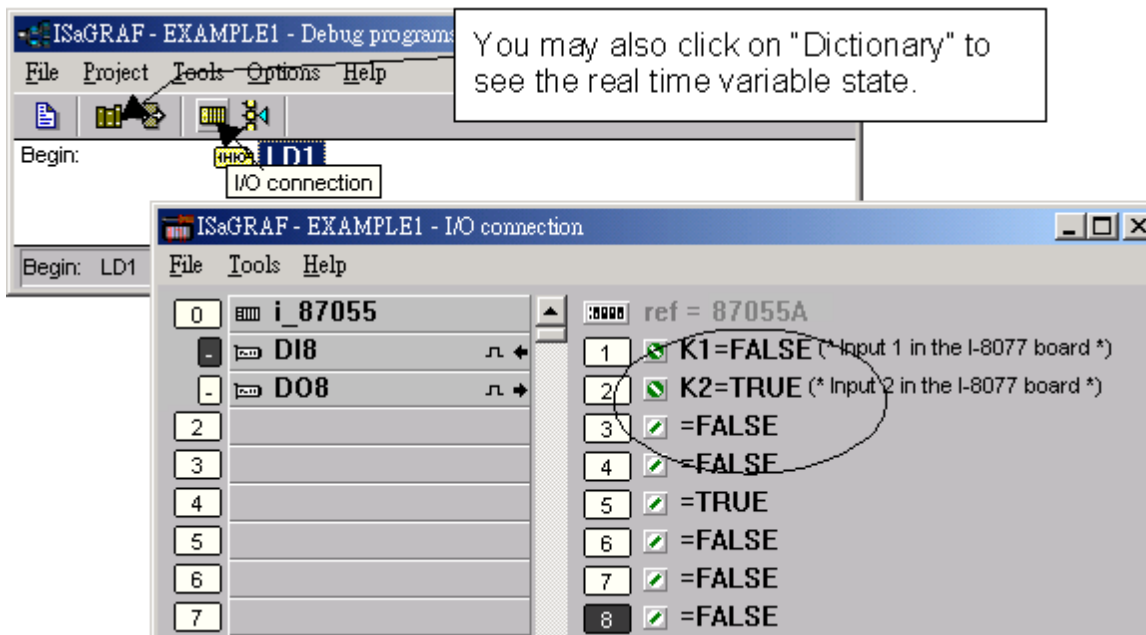 ISaGRAF - EXAMPLE1 - Debug programs
You may also click on "Dictionary" to
see the real time variable state.
File Project Tools Options Help
Begin: LD1
I/O connection
ISaGRAF - EXAMPLE1 - I/O connection
Begin: LD1
File Tools Help
0 i_87055 ref = 87055A
- DI8 1 K1=FALSE (* Input 1 in the I-8077 board *)
- DO8 2 K2=TRUE (* Input 2 in the I-8077 board *)
2 3 =FALSE
3 4 =FALSE
4 5 =TRUE
5 6 =FALSE
6 7 =FALSE
7 8 =FALSE